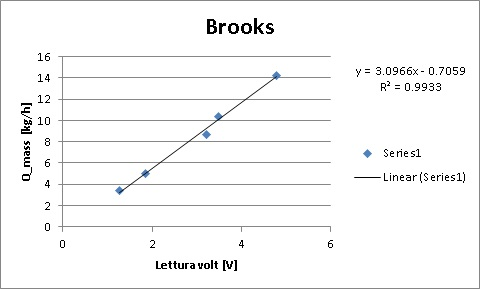 Brooks
16
14
12
10
8
6
4
2
0
Q_mass [kg/h]
y = 3.0966x - 0.7059
R² = 0.9933
Series1
Linear (Series1)
0 2 4 6
Lettura volt [V]